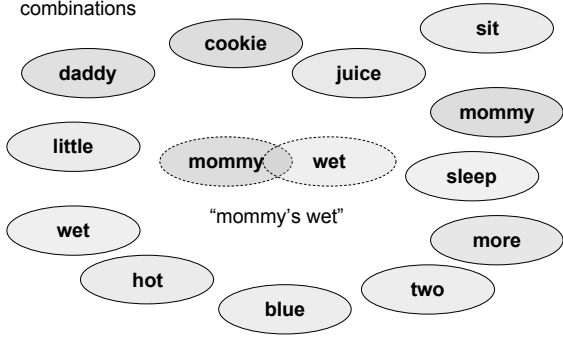 combinations
sit
cookie
daddy
juice
mommy
little
mommy wet
sleep
"mommy's wet"
wet
more
hot
two
blue